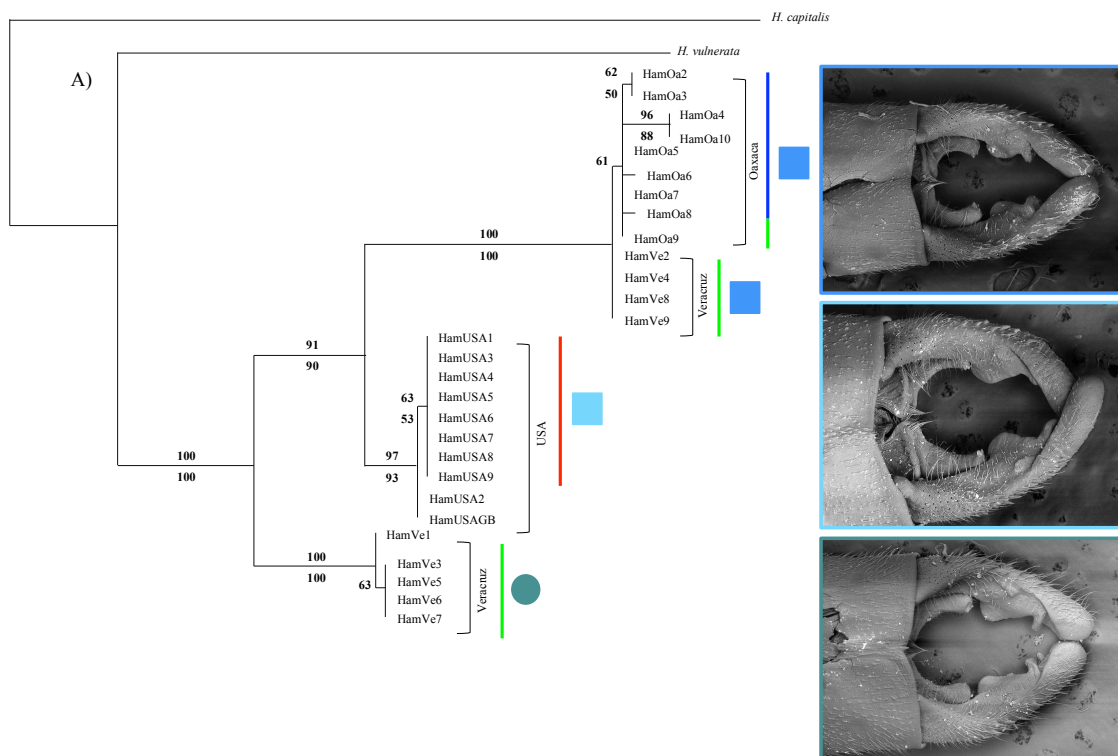 H. capitalis
H. vulnerata
A)
62
50
HamOa2
HamOa3
96
88
HamOa4
HamOa10
61
HamOa5
HamOa6
HamOa7
HamOa8
HamOa9
Oaxaca
100
100
HamVe2
HamVe4
HamVe8
HamVe9
Veracruz
91
90
HamUSA1
HamUSA3
HamUSA4
HamUSA5
HamUSA6
HamUSA7
HamUSA8
HamUSA9
HamUSA2
HamUSAGB
63
53
97
93
USA
100
100
HamVe1
HamVe3
HamVe5
HamVe6
HamVe7
100
100
63
Veracruz